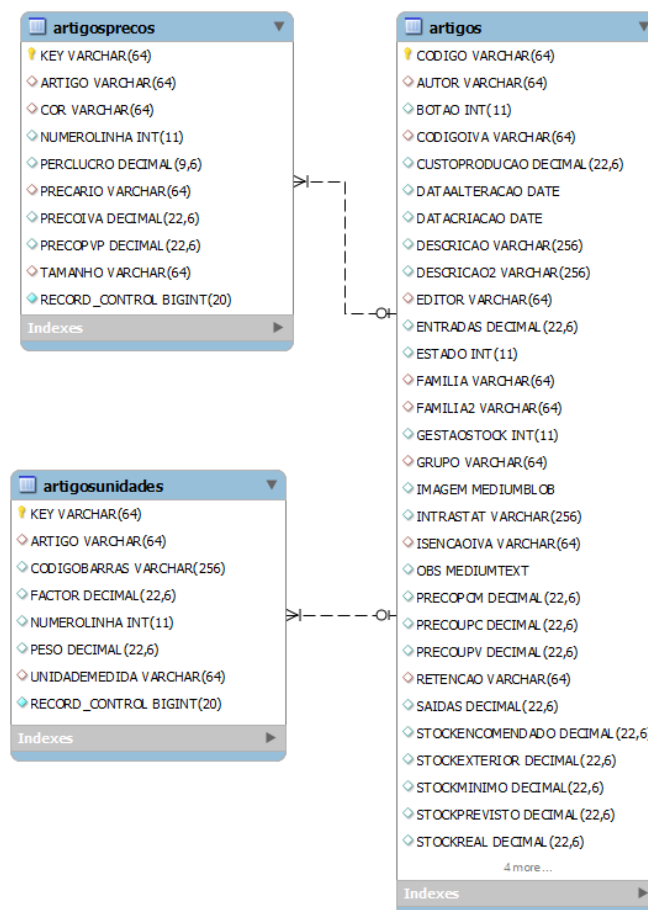 artigosprecos
KEY VARCHAR(64)
ARTIGO VARCHAR(64)
COR VARCHAR(64)
NUMEROLINHA INT(11)
PERCLUCRO DECIMAL(9,6)
PRECARIO VARCHAR(64)
PRECOIVA DECIMAL(22,6)
PRECOPVP DECIMAL(22,6)
TAMANHO VARCHAR(64)
RECORD_CONTROL BIGINT(20)
Indexes
artigosunidades
KEY VARCHAR(64)
ARTIGO VARCHAR(64)
CODIGOBARRAS VARCHAR(256)
FACTOR DECIMAL(22,6)
NUMEROLINHA INT(11)
PESO DECIMAL(22,6)
UNIDADEMEDIDA VARCHAR(64)
RECORD_CONTROL BIGINT(20)
Indexes
artigos
CODIGO VARCHAR(64)
AUTOR VARCHAR(64)
BOTAO INT(11)
CODIGOIVA VARCHAR(64)
CUSTOPRODUCAO DECIMAL(22,6)
DATAALTERACAO DATE
DATACRIACAO DATE
DESCRICAO VARCHAR(256)
DESCRICAO2 VARCHAR(256)
EDITOR VARCHAR(64)
ENTRADAS DECIMAL(22,6)
ESTADO INT(11)
FAMILIA VARCHAR(64)
FAMILIA2 VARCHAR(64)
GESTAOSTOCK INT(11)
GRUPO VARCHAR(64)
IMAGEM MEDIUMBLOB
INTRASTAT VARCHAR(256)
ISENCAOIVA VARCHAR(64)
OBS MEDIUMTEXT
PRECOPCM DECIMAL(22,6)
PRECOUPC DECIMAL(22,6)
PRECOUPV DECIMAL(22,6)
RETENCAO VARCHAR(64)
SAIDAS DECIMAL(22,6)
STOCKENCOMENDADO DECIMAL(22,6)
STOCKEXTERIOR DECIMAL(22,6)
STOCKMINIMO DECIMAL(22,6)
STOCKPREVISTO DECIMAL(22,6)
STOCKREAL DECIMAL(22,6)
4 more...
Indexes